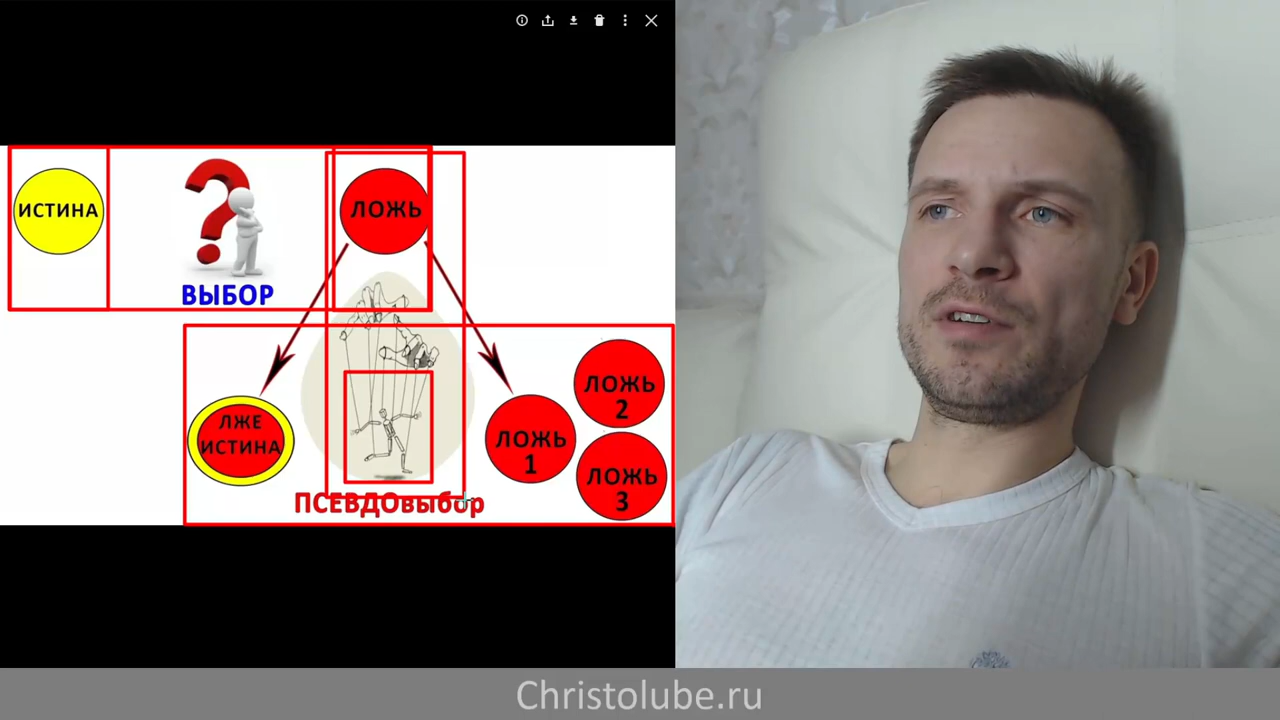 ИСТИНА
ВЫБОР
ЛОЖЬ
ЛЖЕ
ИСТИНА
ПСЕВДОвыбор
ЛОЖЬ
1
ЛОЖЬ
2
ЛОЖЬ
3
Christolube.ru